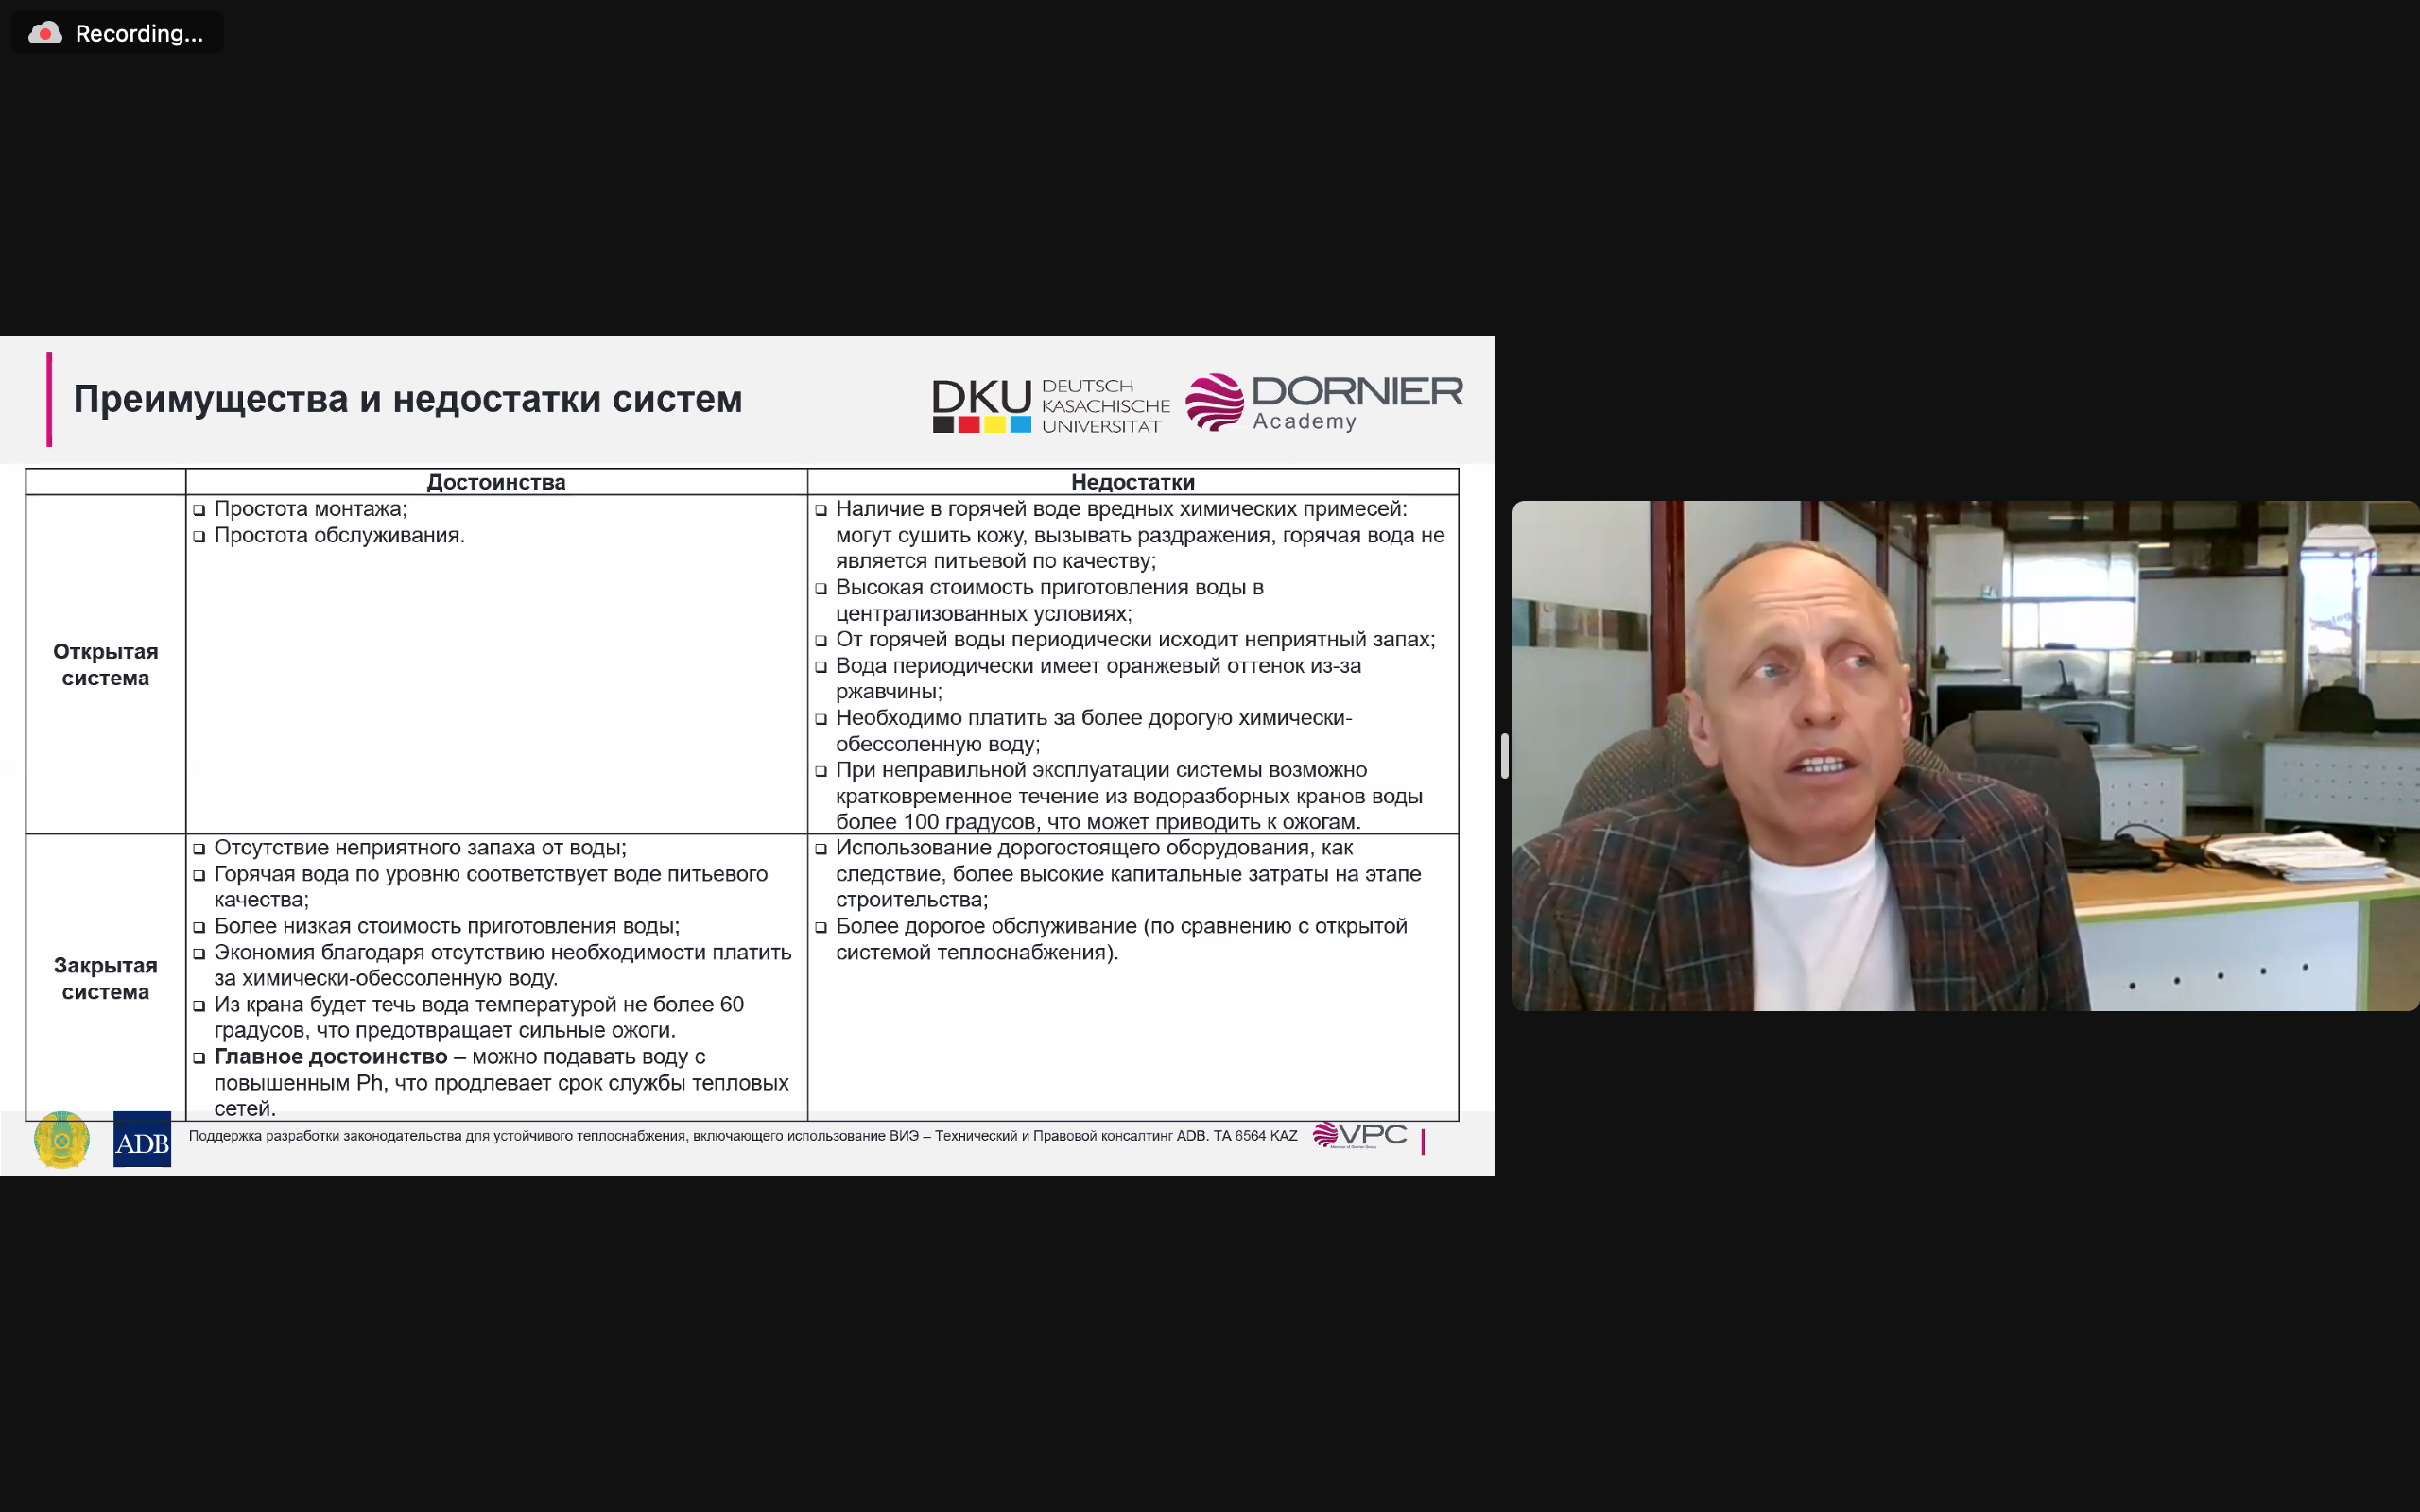 Recording...
Преимущества и недостатки систем
DKU DEUTSCH
KASACHISCHE
UNIVERSITÄT
DORNIER
Academy
Достоинства Недостатки
Открытая
система
❑ Простота монтажа;
❑ Простота обслуживания.
❑ Наличие в горячей воде вредных химических примесей:
могут сушить кожу, вызывать раздражения, горячая вода не
является питьевой по качеству;
❑ Высокая стоимость приготовления воды в
централизованных условиях;
❑ От горячей воды периодически исходит неприятный запах;
❑ Вода периодически имеет оранжевый оттенок из-за
ржавчины;
❑ Необходимо платить за более дорогую химически-
обессоленную воду;
❑ При неправильной эксплуатации системы возможно
кратковременное течение из водоразборных кранов воды
более 100 градусов, что может приводить к ожогам.
Закрытая
система
❑ Отсутствие неприятного запаха от воды;
❑ Горячая вода по уровню соответствует воде питьевого
качества;
❑ Более низкая стоимость приготовления воды;
❑ Экономия благодаря отсутствию необходимости платить
за химически-обессоленную воду.
❑ Из крана будет течь вода температурой не более 60
градусов, что предотвращает сильные ожоги.
❑ Главное достоинство – можно подавать воду с
повышенным Ph, что продлевает срок службы тепловых
сетей.
❑ Использование дорогостоящего оборудования, как
следствие, более высокие капитальные затраты на этапе
строительства;
❑ Более дорогое обслуживание (по сравнению с открытой
системой теплоснабжения).
ADB
Поддержка разработки законодательства для устойчивого теплоснабжения, включающего использование ВИЭ – Технический и Правовой консалтинг ADB. TA 6564 KAZ
VPC